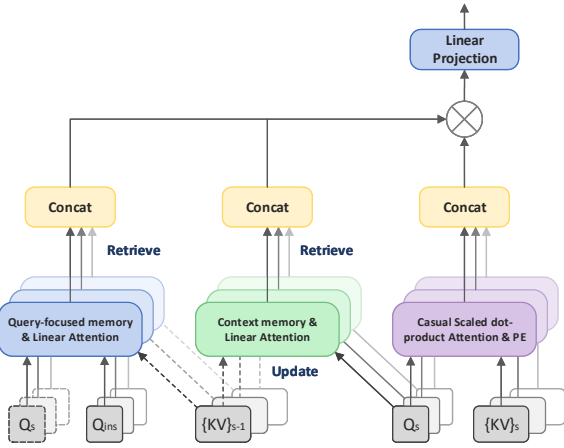 Linear
Projection
Concat
Concat
Concat
Retrieve
Retrieve
Query-focused memory
& Linear Attention
Context memory &
Linear Attention
Casual Scaled dot-
product Attention & PE
Update
Qs
Qins
{KV}s-1
Qs
{KV}s